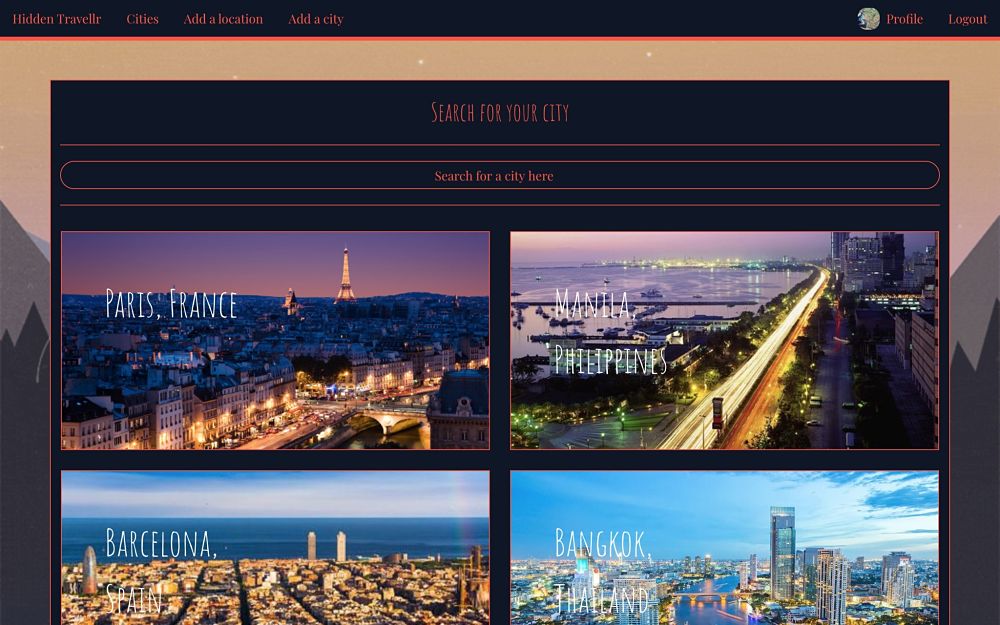 Hidden Travellr Cities Add a location Add a city Profile Logout
Search for your city
Search for a city here
Paris, France
Manila,
Philippines
Barcelona,
Spain
Bangkok,
Thailand